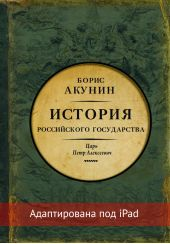 БОРИС
АКУНИН
ИСТОРИЯ
РОССИЙСКОГО ГОСУДАРСТВА
Царь
Петр Алексеевич
Адаптирована под iPad